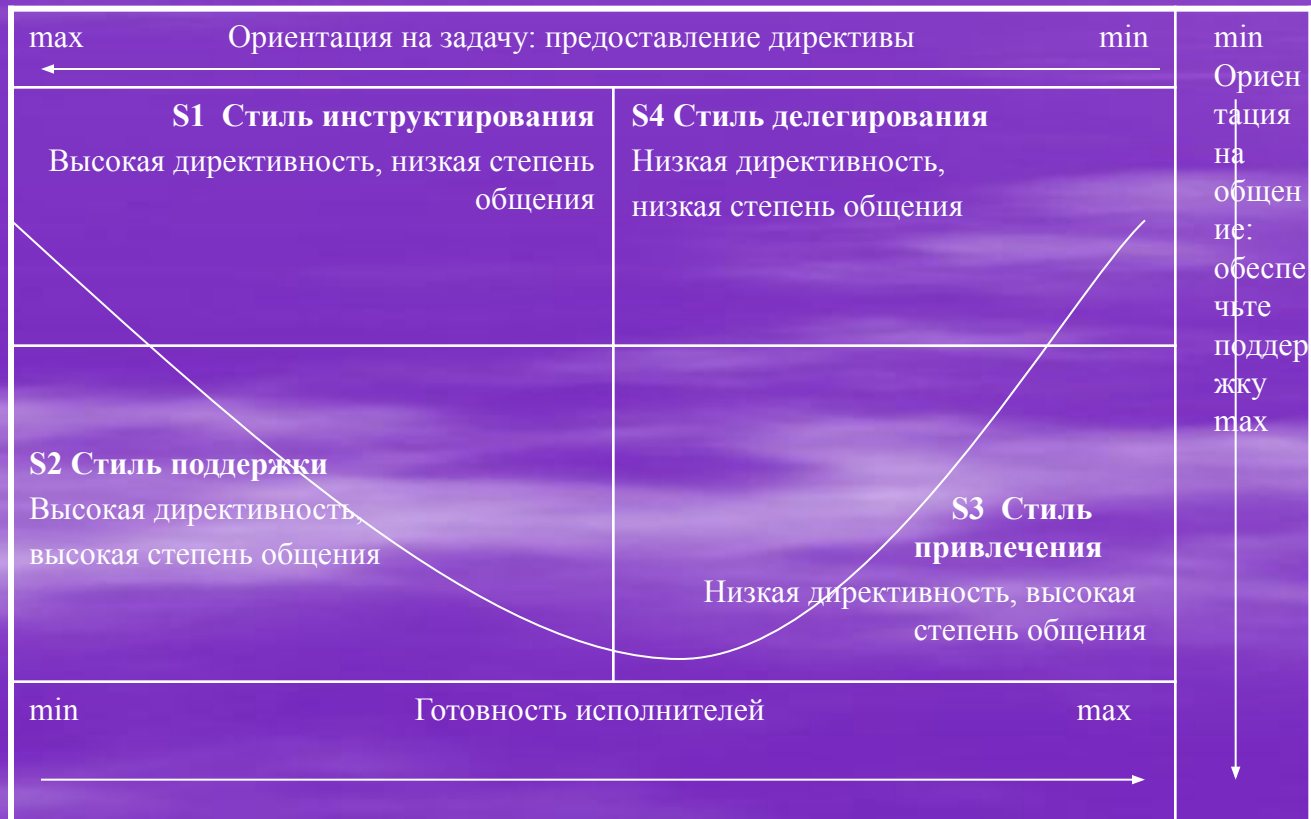 max Ориентация на задачу: предоставление директивы min
min
Ориен
тация
на
общен
ие:
обеспе
чьте
поддер
жку
max
S1 Стиль инструктирования
Высокая директивность, низкая степень
общения
S4 Стиль делегирования
Низкая директивность,
низкая степень общения
S2 Стиль поддержки
Высокая директивность,
высокая степень общения
S3 Стиль
привлечения
Низкая директивность, высокая
степень общения
min Готовность исполнителей max